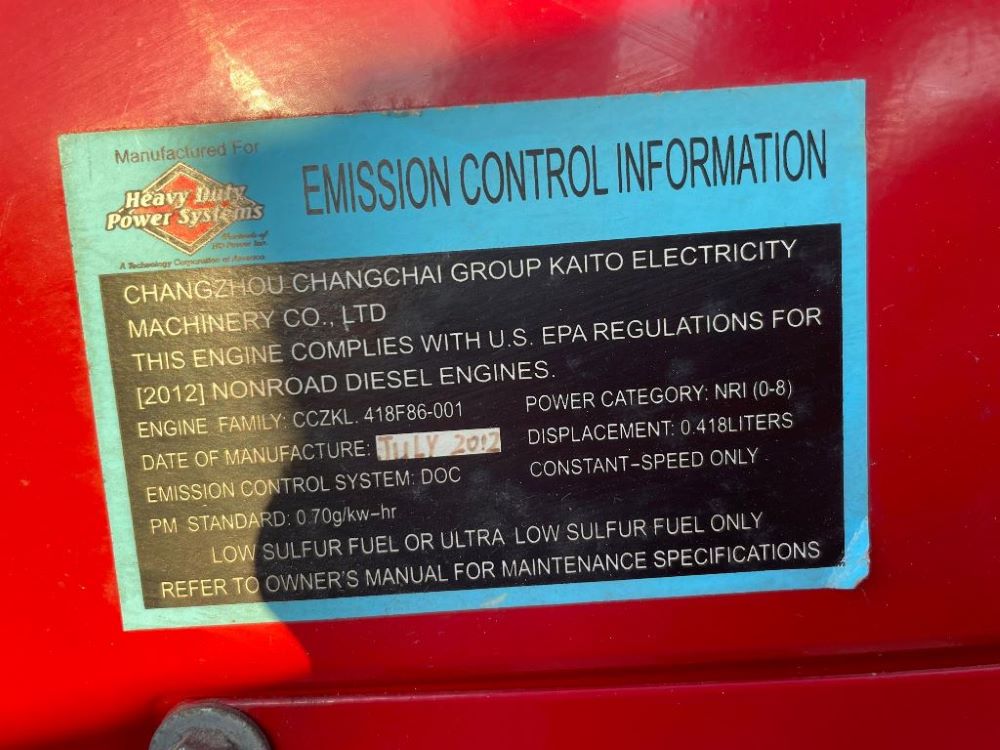 Manufactured For
Heavy Duty
Power Systems
HD Power Inc.
A Technology Corporation of America
EMISSION CONTROL INFORMATION
CHANGZHOU CHANGCHAI GROUP KAITO ELECTRICITY
MACHINERY CO., LTD
THIS ENGINE COMPLIES WITH U.S. EPA REGULATIONS FOR
[2012] NONROAD DIESEL ENGINES.
ENGINE FAMILY: CCZKL. 418F86-001
POWER CATEGORY: NRI (0-8)
DATE OF MANUFACTURE: JULY 2012
DISPLACEMENT: 0.418LITERS
EMISSION CONTROL SYSTEM: DOC
CONSTANT-SPEED ONLY
PM STANDARD: 0.70g/kw-hr
LOW SULFUR FUEL OR ULTRA LOW SULFUR FUEL ONLY
REFER TO OWNER'S MANUAL FOR MAINTENANCE SPECIFICATIONS